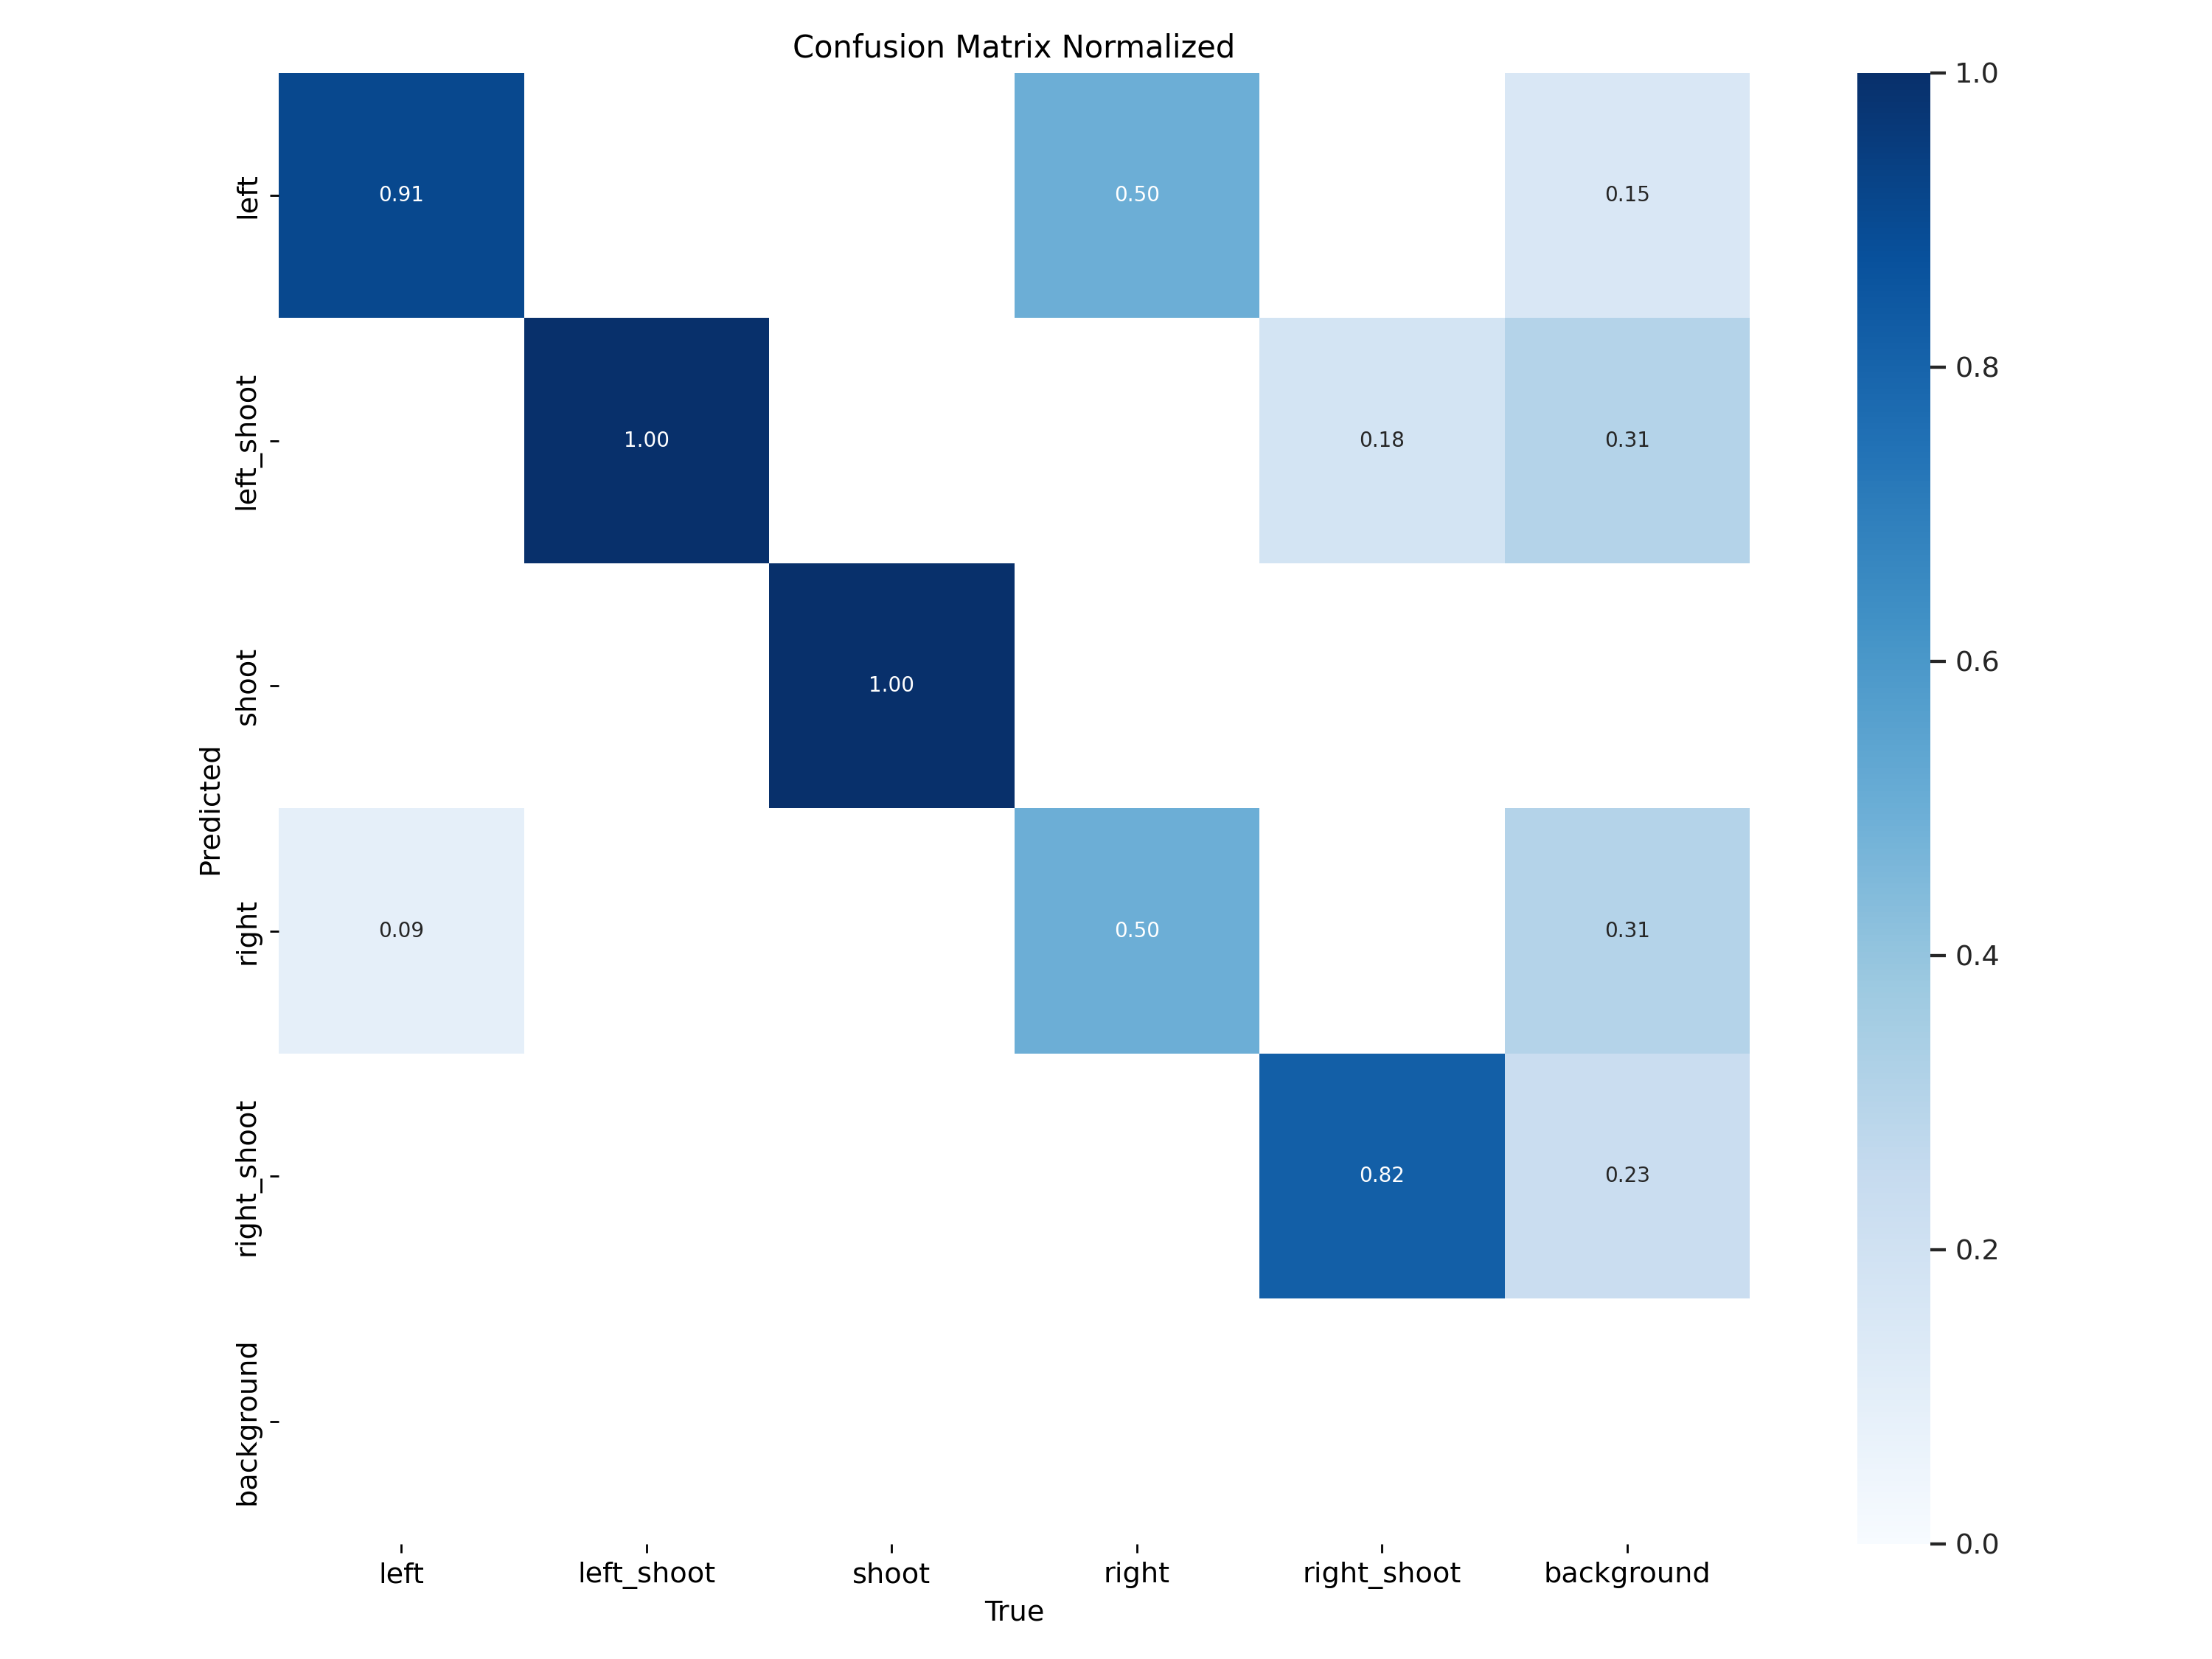 Confusion Matrix Normalized
left
0.91
0.50
0.15
left_shoot
1.00
0.18
0.31
shoot
1.00
right
0.09
0.50
0.31
right_shoot
0.82
0.23
background
Predicted
left
left_shoot
shoot
right
right_shoot
background
True
1.0
0.8
0.6
0.4
0.2
0.0